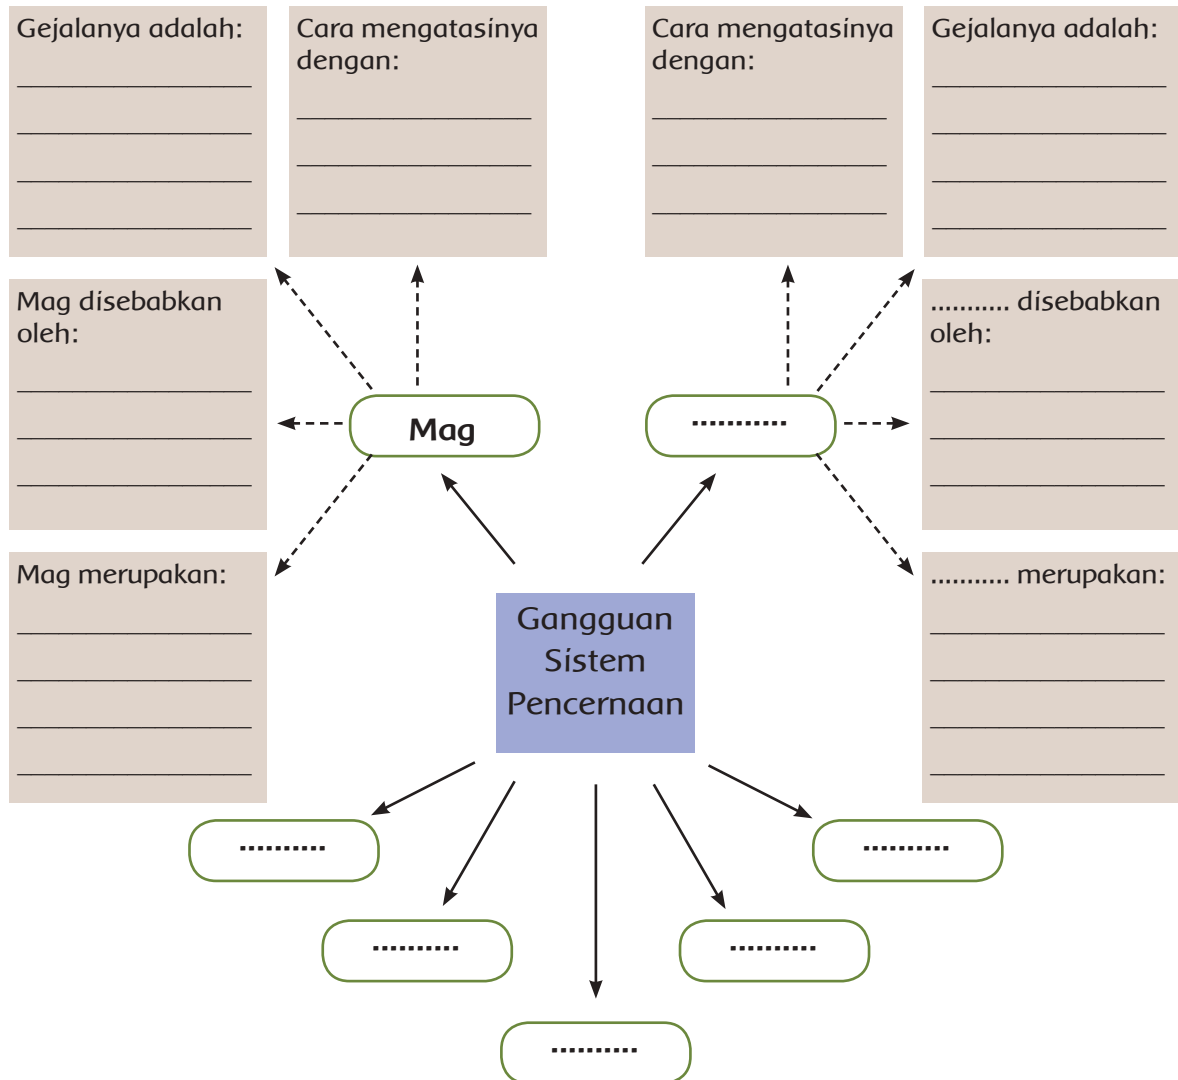 Gejalanya adalah:
Cara mengatasinya
dengan:
Cara mengatasinya
dengan:
Gejalanya adalah:
Mag disebabkan
oleh:
........... disebabkan
oleh:
Mag
...........
Mag merupakan:
........... merupakan:
Gangguan
Sistem
Pencernaan
..........
..........
..........
..........
..........